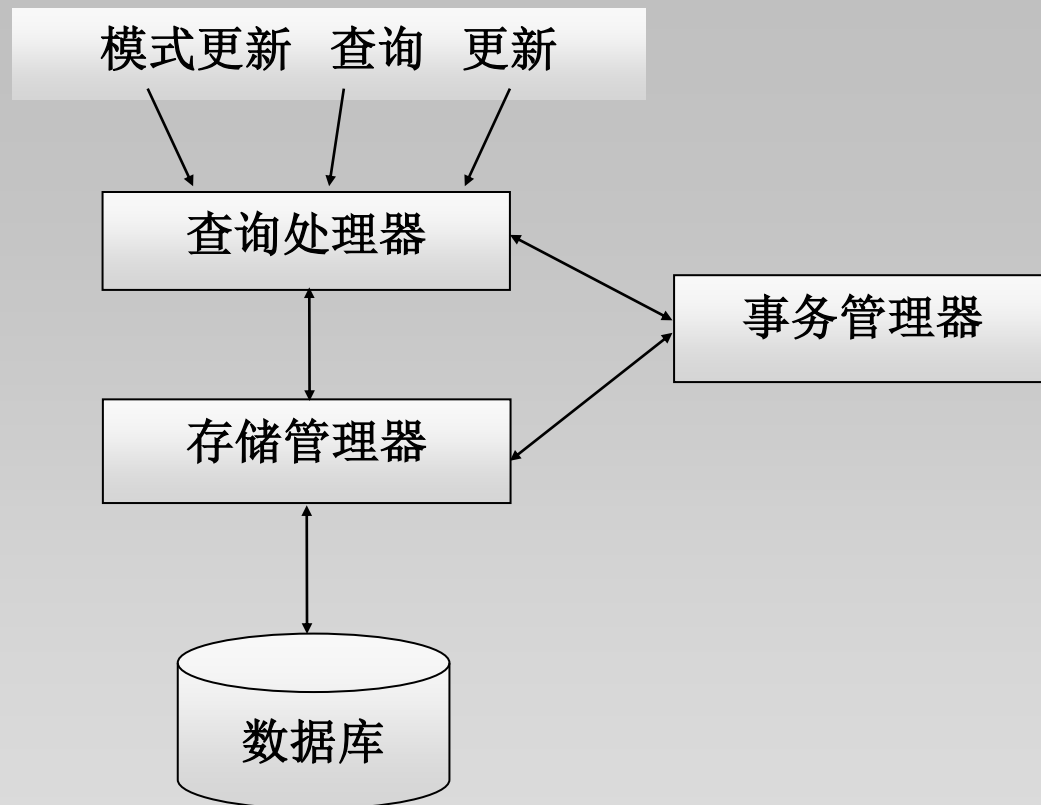 模式更新 查询 更新
查询处理器
事务管理器
存储管理器
数据库